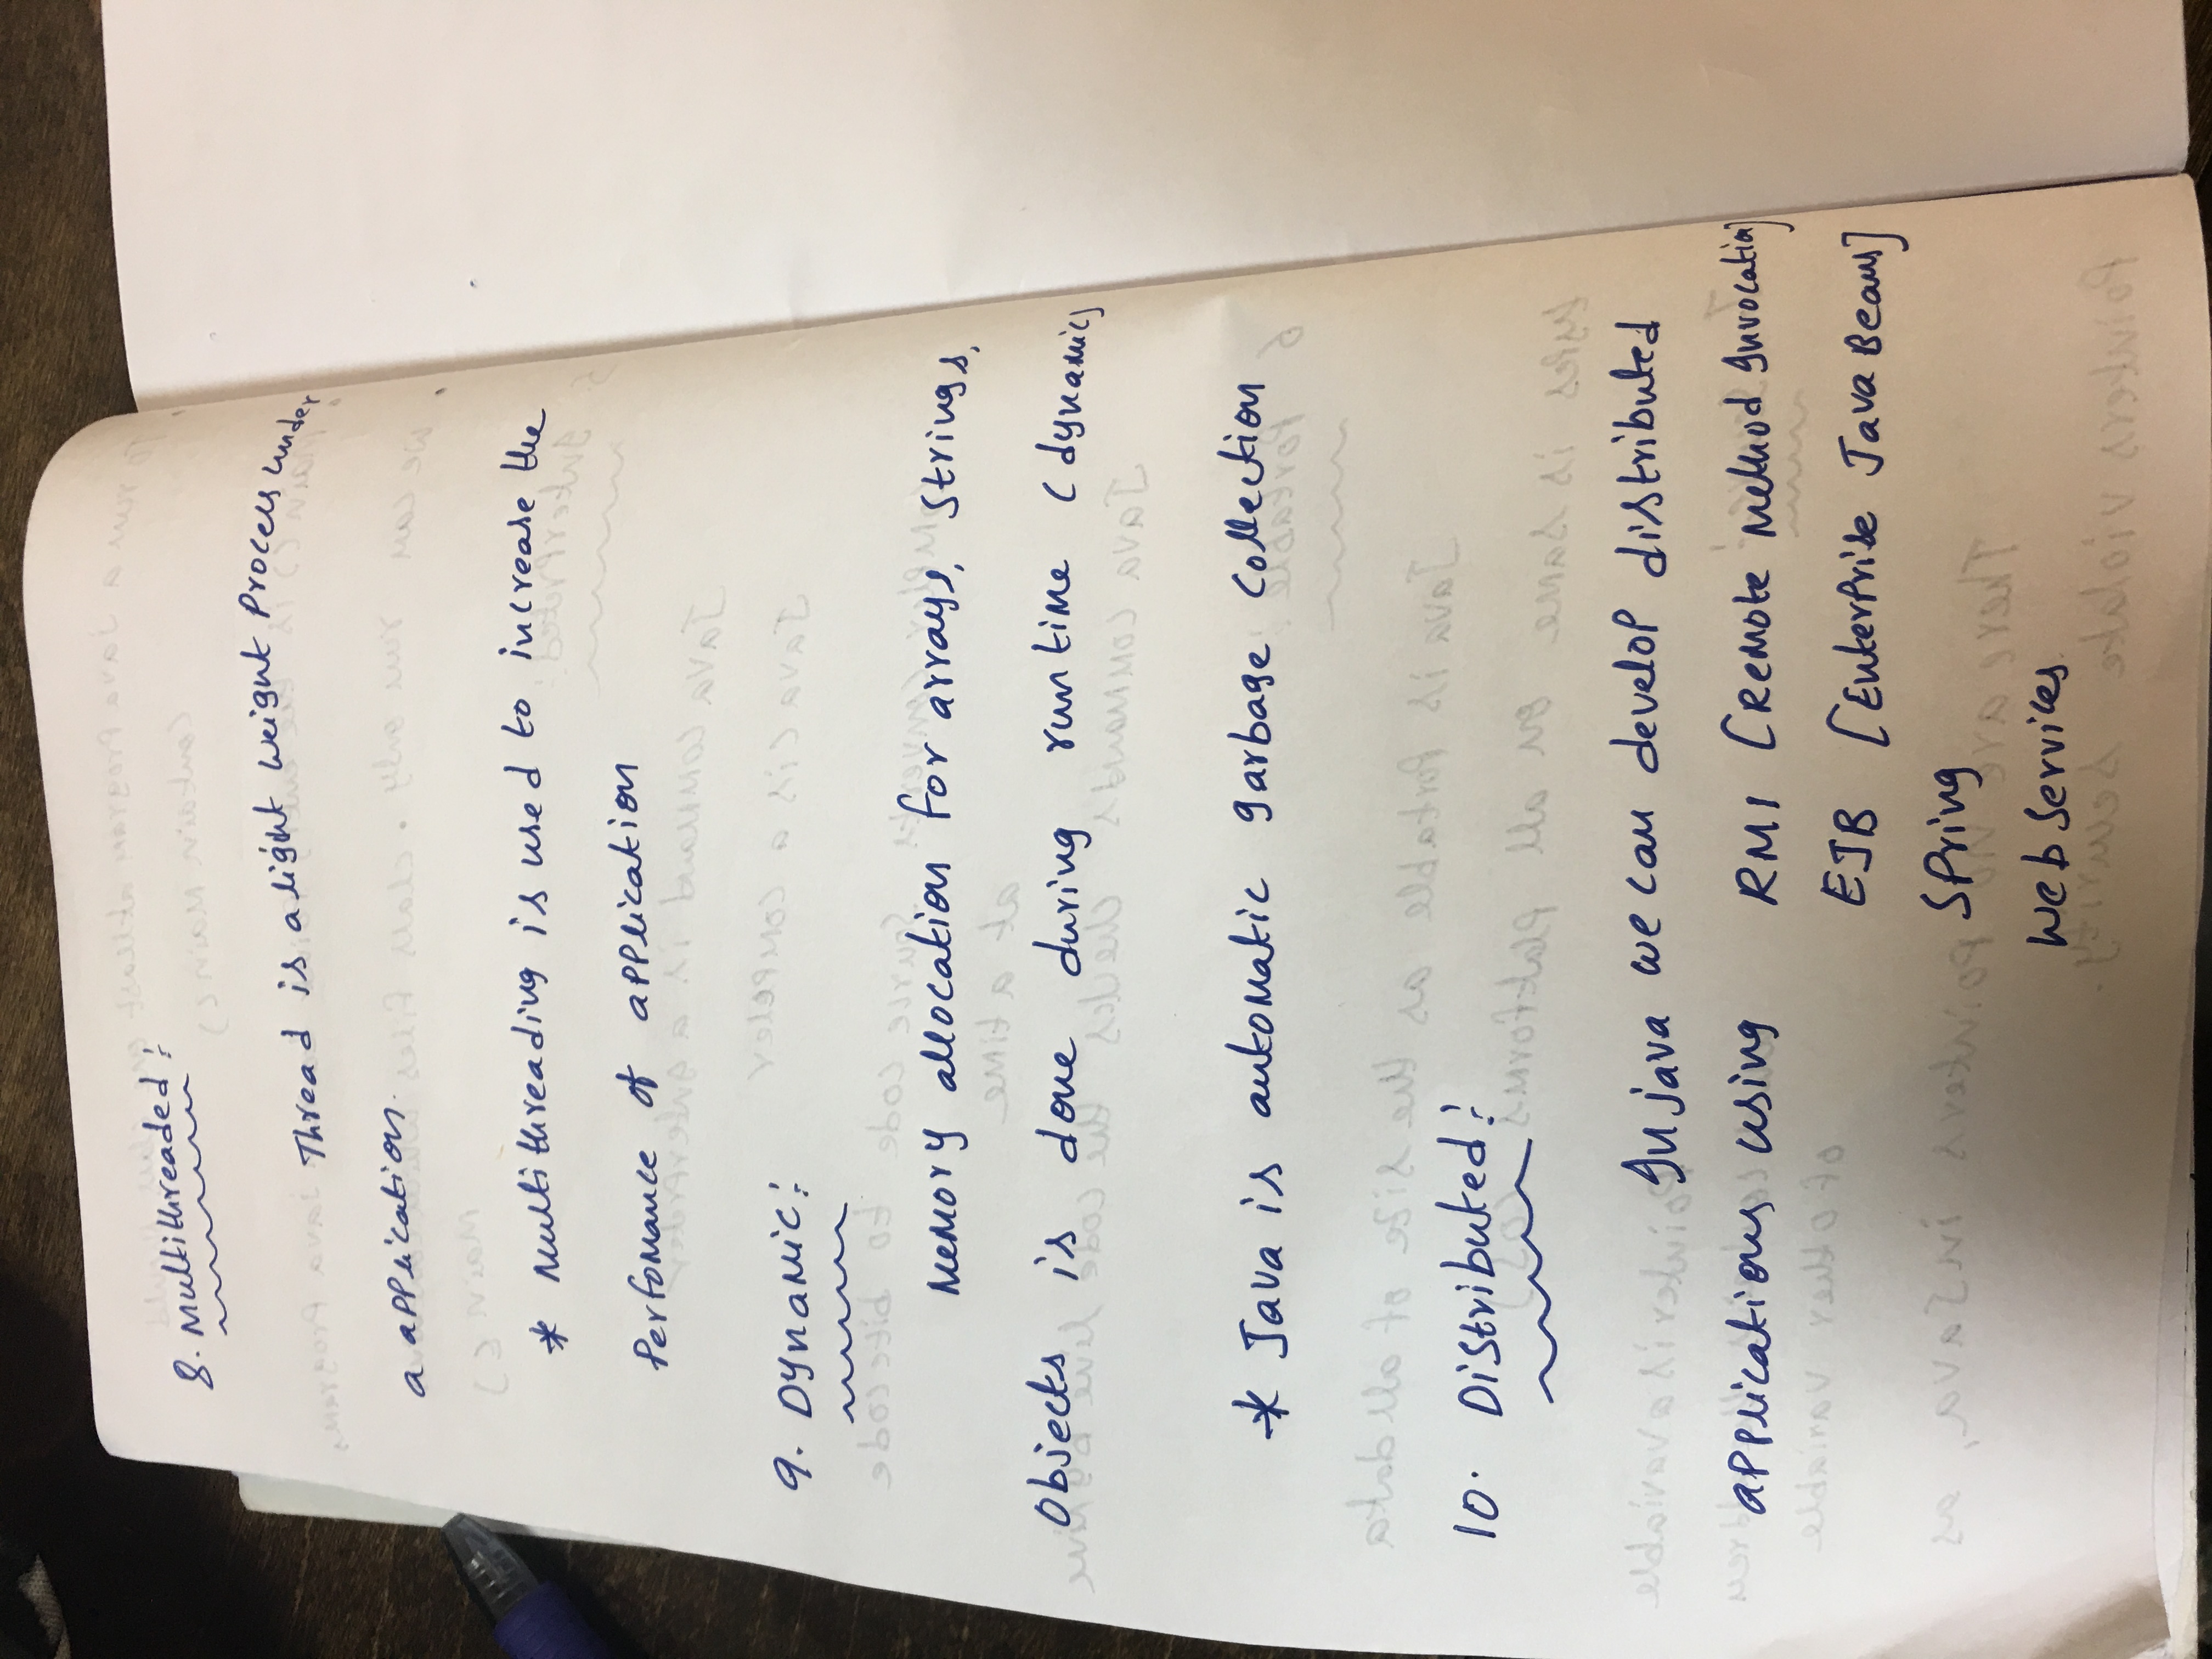 8. Multithreaded:
Thread is a light weight Process under
a application.
* Multithreading is used to increase the
Perfomance of application
9. Dynamic:
Memory allocation for arrays, Strings,
Objects is done during runtime (dynamic)
* Java is automatic garbage Collection
10. Distributed:
In java we can develop distributed
applications using RMI [Remote Method Invocation]
EJB [Enterprise Java Beans]
Spring
Web Services